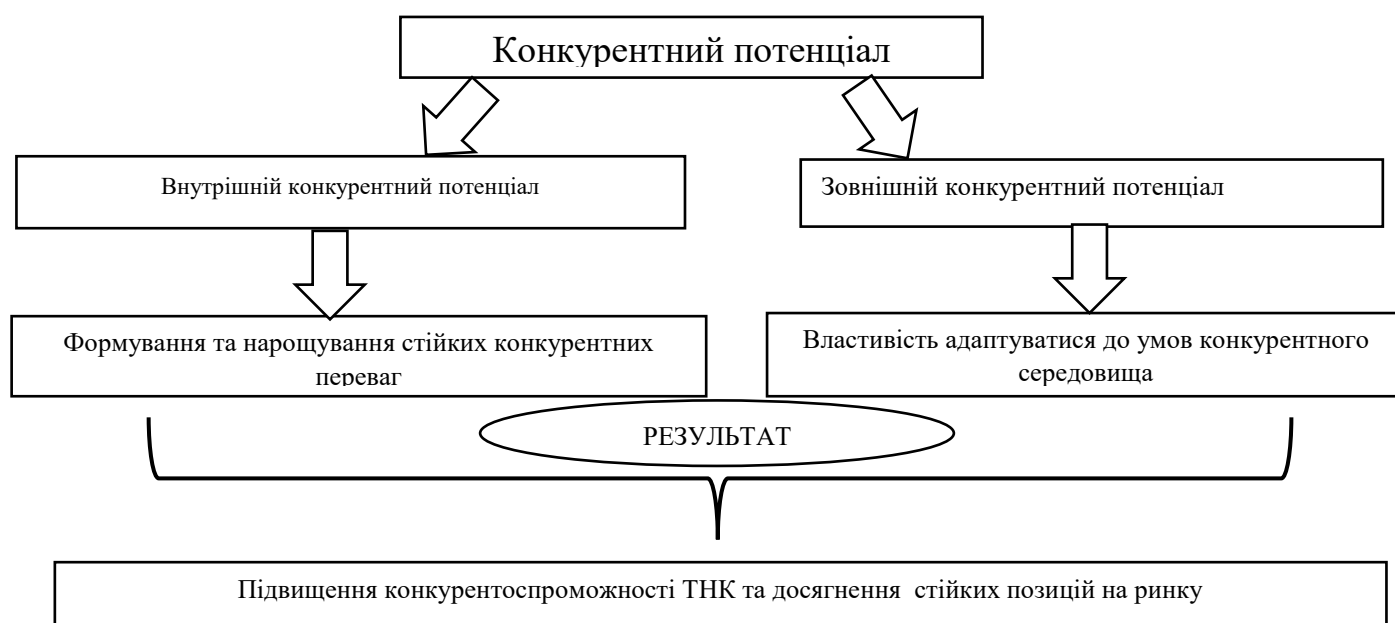 Конкурентний потенціал
Внутрішній конкурентний потенціал
Зовнішній конкурентний потенціал
Формування та нарощування стійких конкурентних
переваг
Властивість адаптуватися до умов конкурентного
середовища
РЕЗУЛЬТАТ
Підвищення конкурентоспроможності ТНК та досягнення стійких позицій на ринку